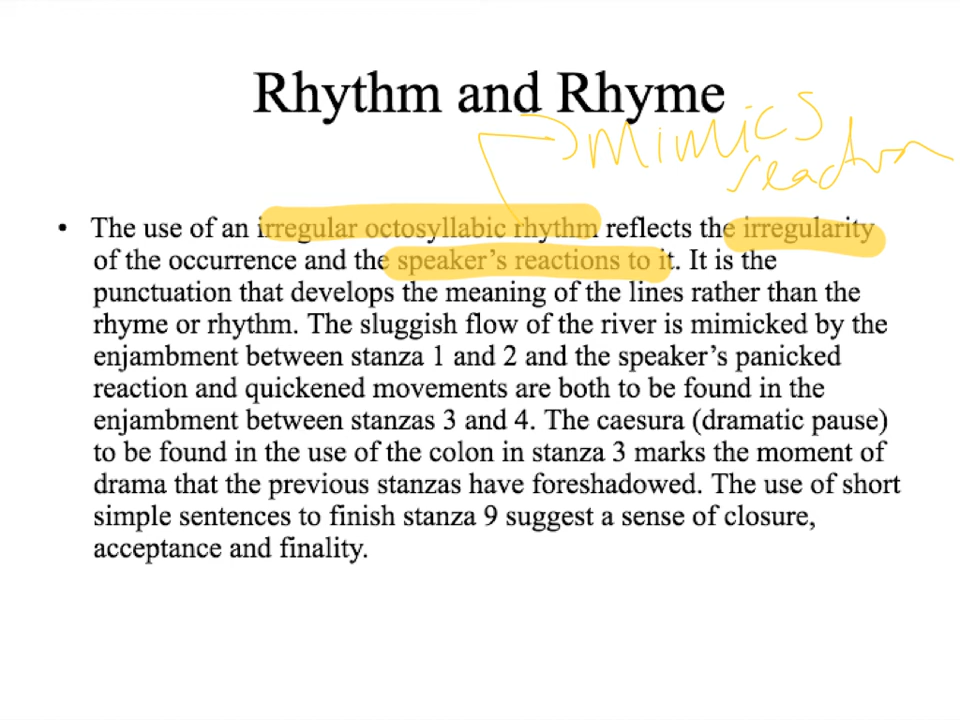 Rhythm and Rhyme
mimics
reaction
• The use of an irregular octosyllabic rhythm reflects the irregularity
of the occurrence and the speaker’s reactions to it. It is the
punctuation that develops the meaning of the lines rather than the
rhyme or rhythm. The sluggish flow of the river is mimicked by the
enjambment between stanza 1 and 2 and the speaker’s panicked
reaction and quickened movements are both to be found in the
enjambment between stanzas 3 and 4. The caesura (dramatic pause)
to be found in the use of the colon in stanza 3 marks the moment of
drama that the previous stanzas have foreshadowed. The use of short
simple sentences to finish stanza 9 suggest a sense of closure,
acceptance and finality.